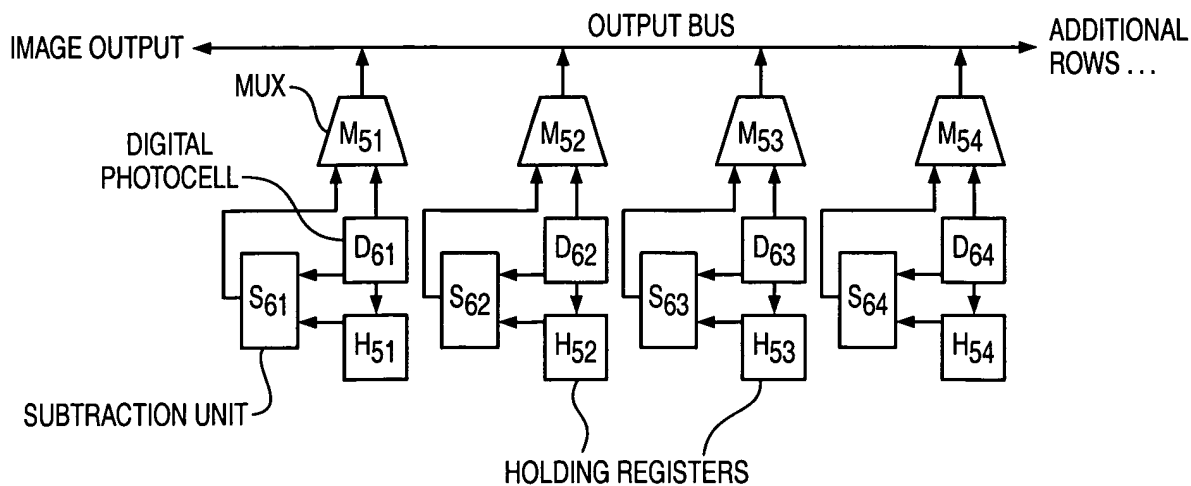 OUTPUT BUS
IMAGE OUTPUT
ADDITIONAL
ROWS . . .
MUX
M51
M52
M53
M54
DIGITAL
PHOTOCELL
D61
D62
D63
D64
S61
S62
S63
S64
H51
H52
H53
H54
SUBTRACTION UNIT
HOLDING REGISTERS